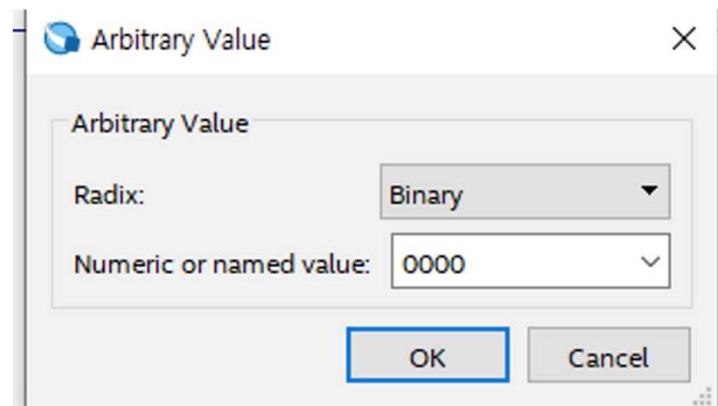 Arbitrary Value
Arbitrary Value
Radix: Binary
Numeric or named value: 0000
OK Cancel